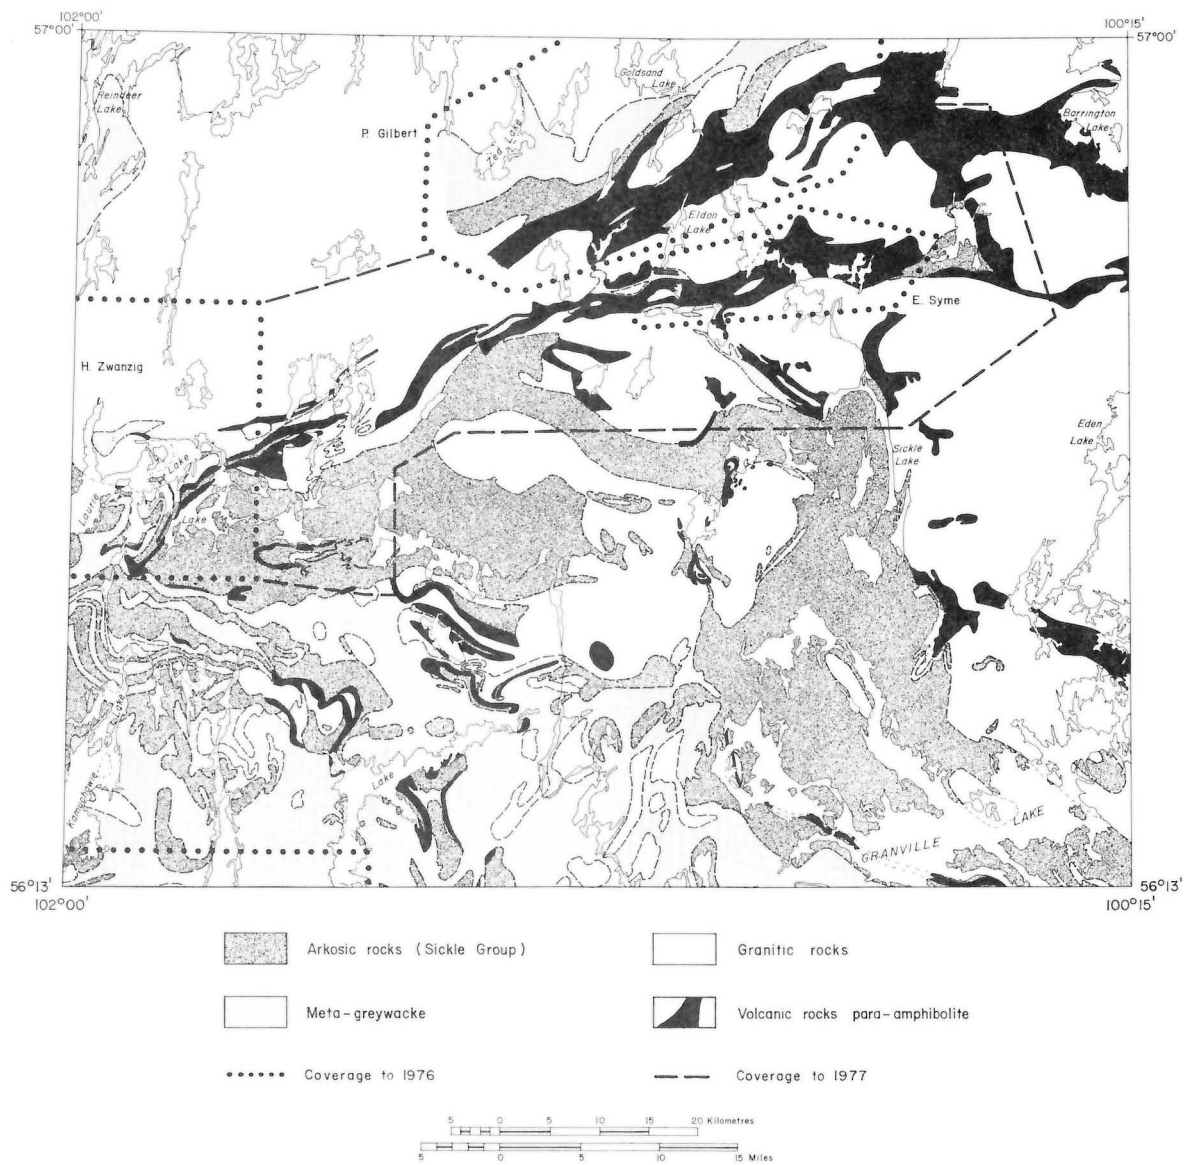 102°00'
100°15'
57°00'
57°00'
Goldsand
Lake
Reindeer
Lake
P. Gilbert
Zed Lake
Barrington
Lake
Eldon
Lake
E. Syme
H. Zwanzig
Eden
Lake
Sickle
Lake
Laurie Lake
Lake
Lake
Lake
GRANVILLE LAKE
56°13'
56°13'
102°00'
100°15'
Arkosic rocks (Sickle Group)
Granitic rocks
Meta-greywacke
Volcanic rocks para-amphibolite
Coverage to 1976
Coverage to 1977
5 0 5 10 15 20 Kilometres
5 0 5 10 15 Miles